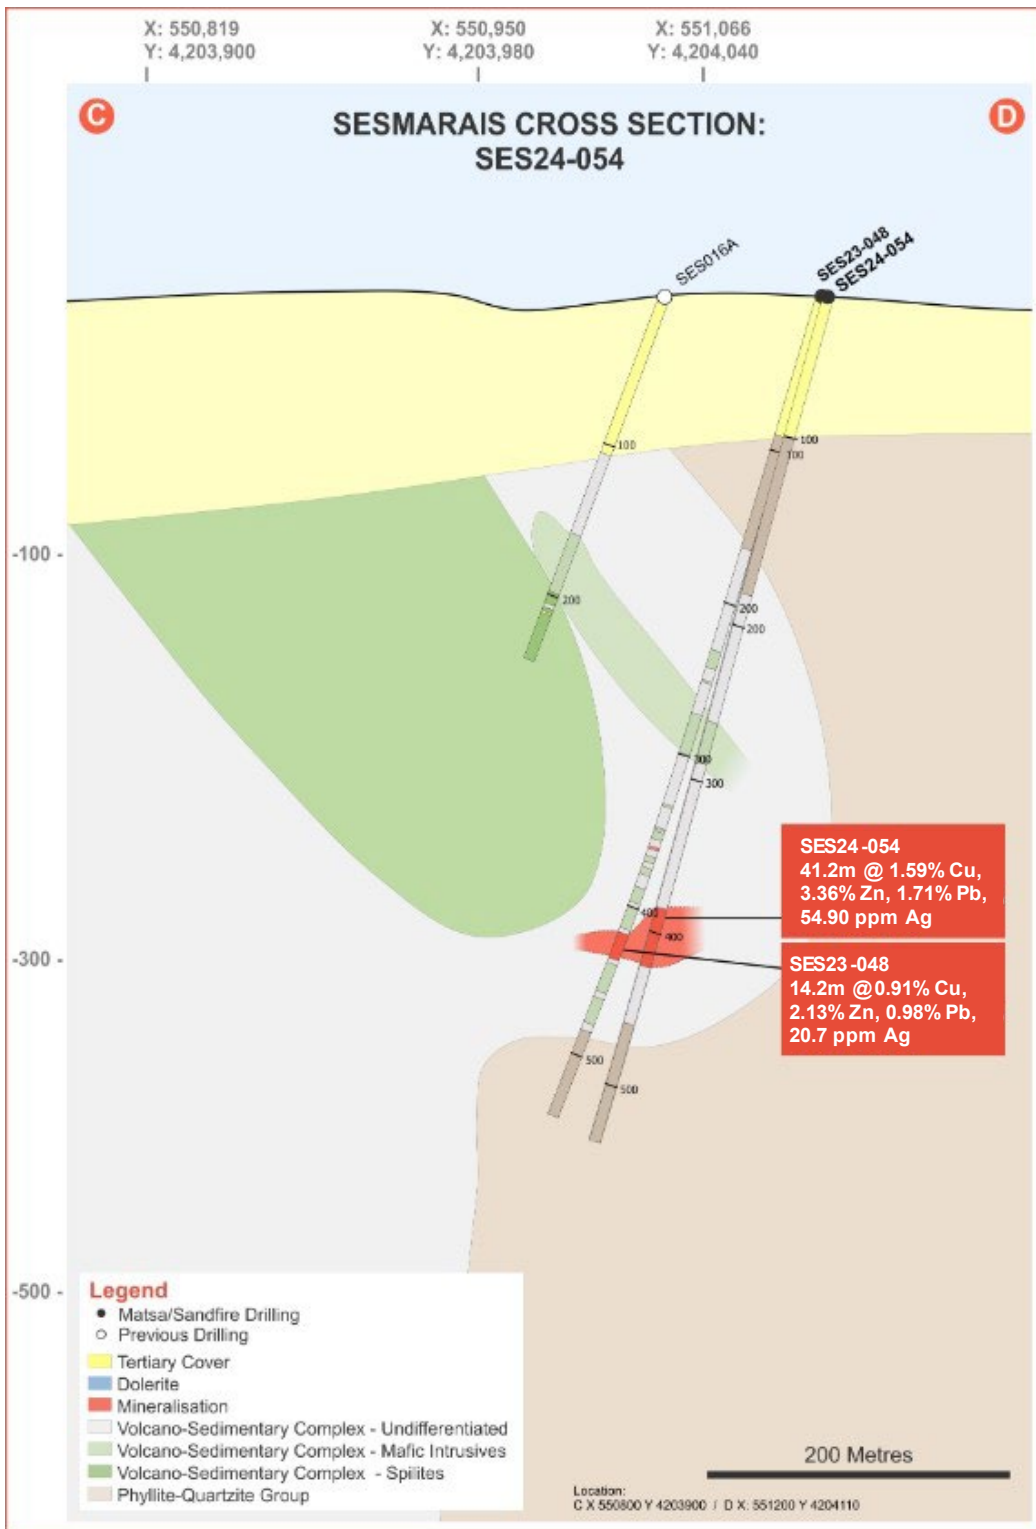 X: 550,819
Y: 4,203,900
X: 550,950
Y: 4,203,980
X: 551,066
Y: 4,204,040
C
D
SESMARAIS CROSS SECTION:
SES24-054
SES016A
SES23-048
SES24-054
100
100
100
-100 -
200
200
200
300
300
400
400
-300 -
500
500
SES24-054
41.2m @ 1.59% Cu,
3.36% Zn, 1.71% Pb,
54.90 ppm Ag
SES23-048
14.2m @0.91% Cu,
2.13% Zn, 0.98% Pb,
20.7 ppm Ag
-500 -
Legend
Matsa/Sandfire Drilling
Previous Drilling
Tertiary Cover
Dolerite
Mineralisation
Volcano-Sedimentary Complex - Undifferentiated
Volcano-Sedimentary Complex - Mafic Intrusives
Volcano-Sedimentary Complex - Spilites
Phyllite-Quartzite Group
200 Metres
Location:
C X 550800 Y 4203900 / D X: 551200 Y 4204110